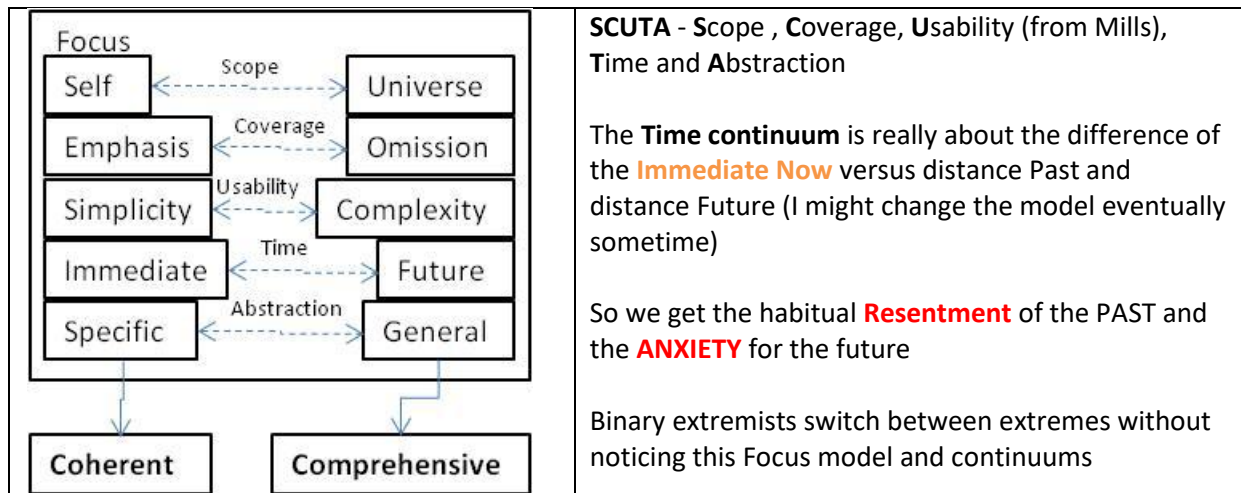 Focus
Scope
Self Universe
Coverage
Emphasis Omission
Usability
Simplicity Complexity
Time
Immediate Future
Abstraction
Specific General
Coherent Comprehensive
SCUTA - Scope , Coverage, Usability (from Mills),
Time and Abstraction
The Time continuum is really about the difference of
the Immediate Now versus distance Past and
distance Future (I might change the model eventually
sometime)
So we get the habitual Resentment of the PAST and
the ANXIETY for the future
Binary extremists switch between extremes without
noticing this Focus model and continuums